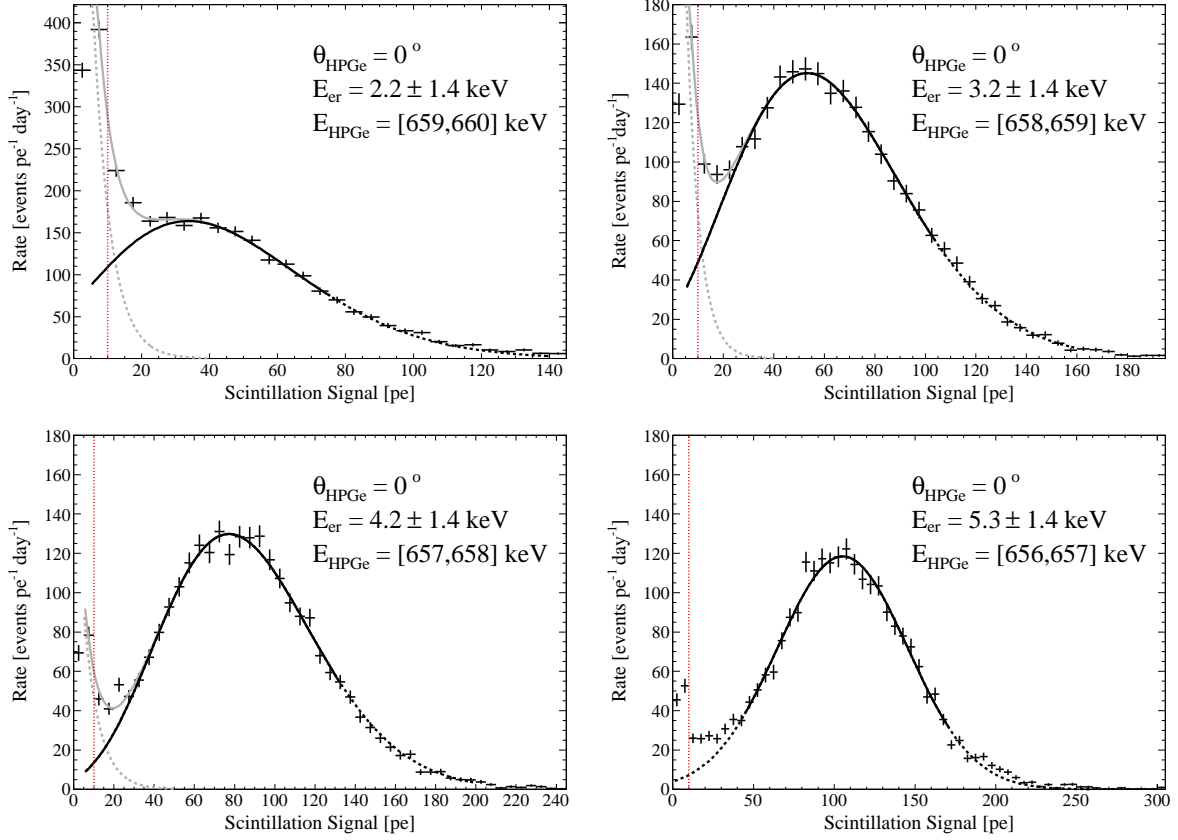 400
350
300
250
200
150
100
50
0
Rate [events pe⁻¹ day⁻¹]
θHPGe = 0 °
Eer = 2.2 ± 1.4 keV
EHPGe = [659,660] keV
0 20 40 60 80 100 120 140
Scintillation Signal [pe]
180
160
140
120
100
80
60
40
20
0
Rate [events pe⁻¹day⁻¹]
θHPGe = 0 °
Eer = 3.2 ± 1.4 keV
EHPGe = [658,659] keV
0 20 40 60 80 100 120 140 160 180
Scintillation Signal [pe]
180
160
140
120
100
80
60
40
20
0
Rate [events pe⁻¹ day⁻¹]
θHPGe = 0 °
Eer = 4.2 ± 1.4 keV
EHPGe = [657,658] keV
0 20 40 60 80 100 120 140 160 180 200 220 240
Scintillation Signal [pe]
180
160
140
120
100
80
60
40
20
0
Rate [events pe⁻¹ day⁻¹]
θHPGe = 0 °
Eer = 5.3 ± 1.4 keV
EHPGe = [656,657] keV
0 50 100 150 200 250 300
Scintillation Signal [pe]